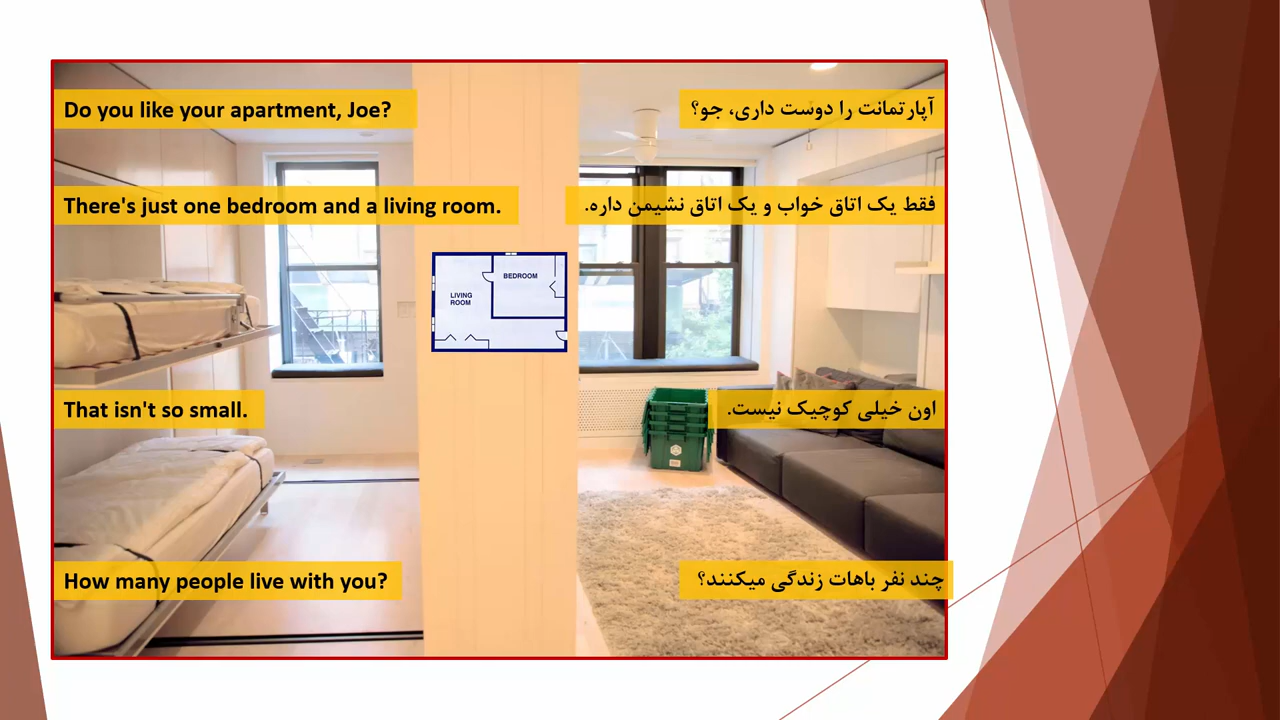 Do you like your apartment, Joe?
آپارتمانت را دوست داری، جو؟
There's just one bedroom and a living room.
فقط یک اتاق خواب و یک اتاق نشیمن داره.
BEDROOM
LIVING
ROOM
That isn't so small.
اون خیلی کوچیک نیست.
How many people live with you?
چند نفر باهات زندگی میکنند؟